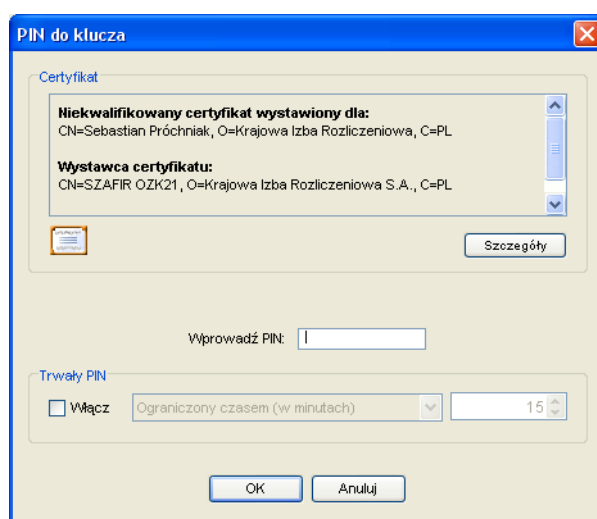 PIN do klucza
Certyfikat
Niekwalifikowany certyfikat wystawiony dla:
CN=Sebastian Próchniak, O=Krajowa Izba Rozliczeniowa, C=PL
Wystawca certyfikatu:
CN=SZAFIR OZK21, O=Krajowa Izba Rozliczeniowa S.A., C=PL
Szczegóły
Wprowadź PIN:
Trwały PIN
Włącz Ograniczony czasem (w minutach) 15
OK Anuluj